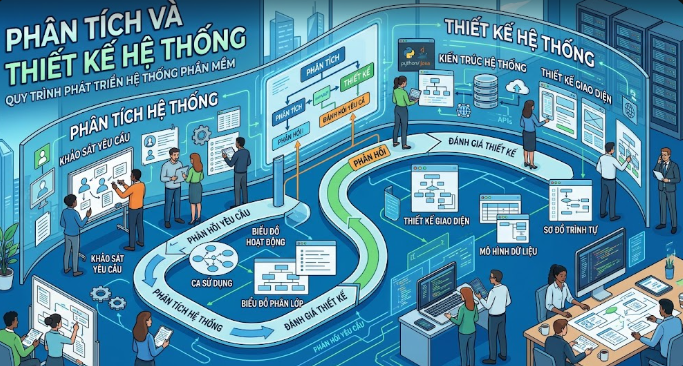 PHÂN TÍCH VÀ
THIẾT KẾ HỆ THỐNG
QUY TRÌNH PHÁT TRIỂN HỆ THỐNG PHẦN MỀM
PHÂN TÍCH HỆ THỐNG
KHẢO SÁT YÊU CẦU
KHẢO SÁT
YÊU CẦU
PHÂN TÍCH
THIẾT KẾ
PHÂN TÍCH
PHẢN HỒI
ĐÁNH GIÁ YÊU CẦ
THIẾT KẾ HỆ THỐNG
python
KIẾN TRÚC HỆ THỐNG
THIẾT KẾ GIAO DIỆN
APIs
ĐÁNH GIÁ THIẾT KẾ
PHẢN HỒI
PHẢN HỒI YÊU CẦU
BIỂU ĐỒ
HOẠT ĐỘNG
CA SỬ DỤNG
BIỂU ĐỒ PHÂN LỚP
PHÂN TÍCH HỆ THỐNG
ĐÁNH GIÁ THIẾT KẾ
THIẾT KẾ GIAO DIỆN
MÔ HÌNH DỮ LIỆU
SƠ ĐỒ TRÌNH TỰ
PHẢN HỒI YÊU CẦU